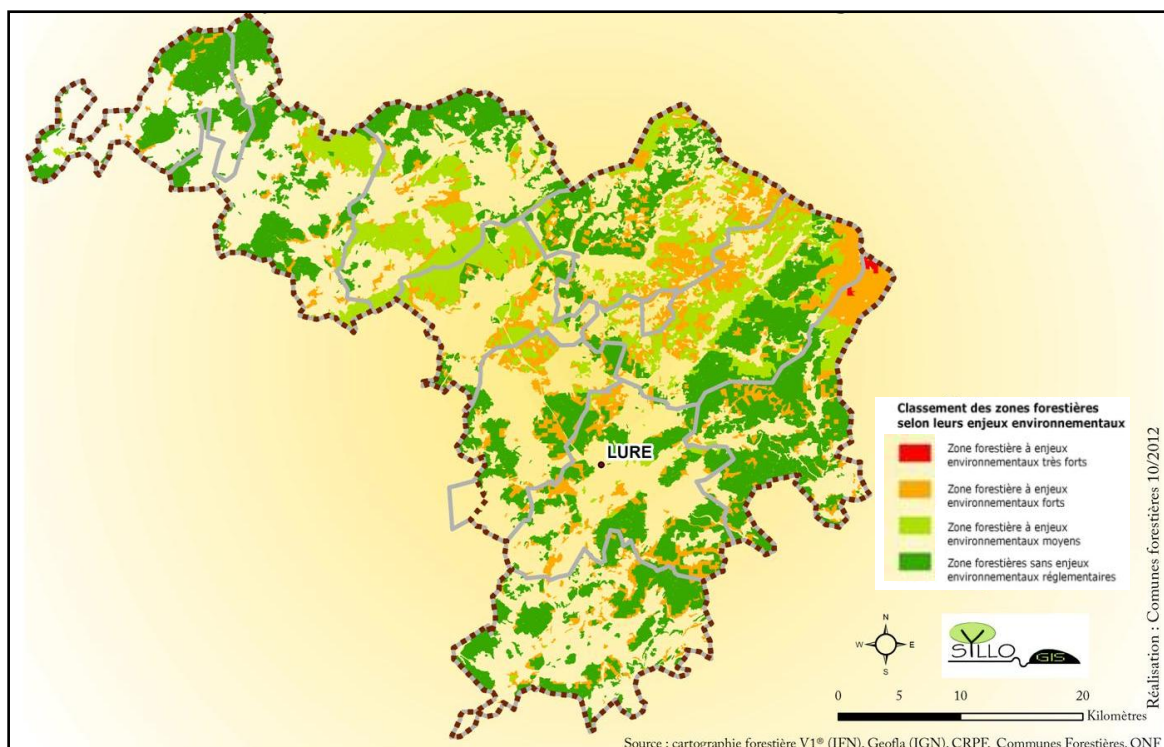 LURE
Classement des zones forestières
selon leurs enjeux environnementaux
Zone forestière à enjeux
environnementaux très forts
Zone forestière à enjeux
environnementaux forts
Zone forestière à enjeux
environnementaux moyens
Zone forestières sans enjeux
environnementaux réglementaires
Réalisation : Communes forestières 10/2012
N
W
E
S
SYLLO
GIS
0 5 10 20
Kilomètres
Source : cartographie forestière V1® (IFN), Geofla (IGN), CRPF, Communes Forestières, ONF